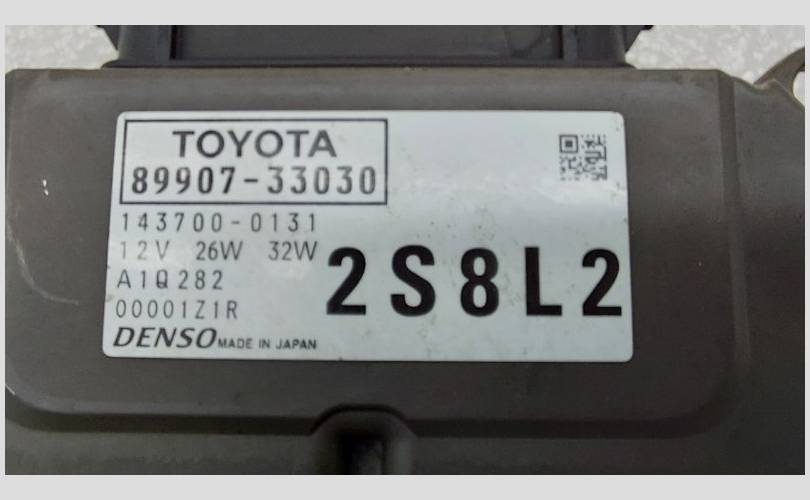 TOYOTA
89907-33030
143700-0131
12V 26W 32W
A1Q282
00001Z1R
2S8L2
DENSO MADE IN JAPAN